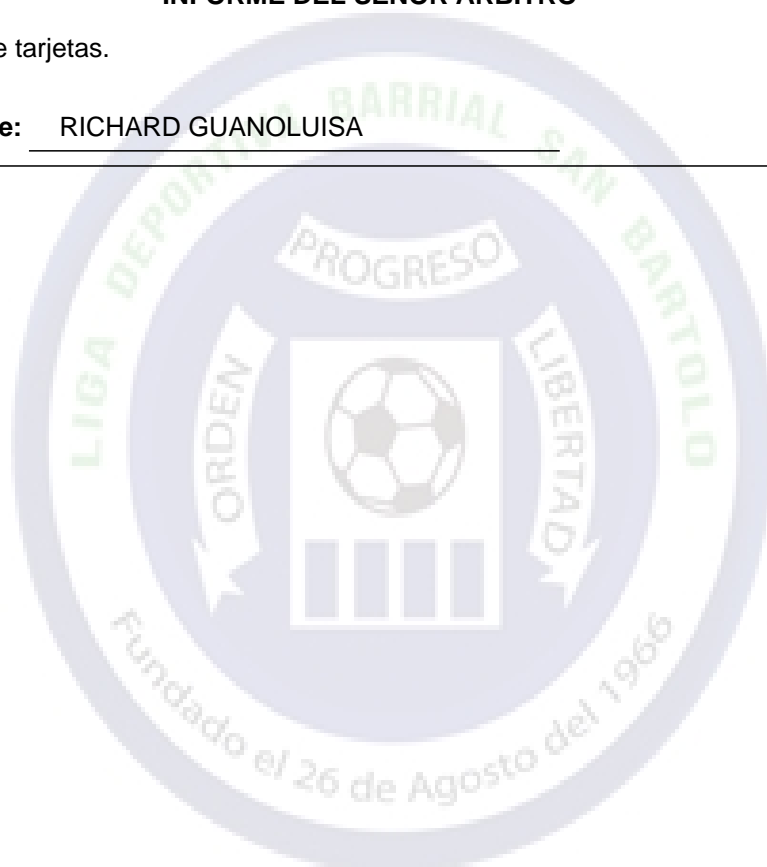 INFORME DEL SEÑOR ARBITRO
e tarjetas.
e: RICHARD GUANOLUISA
LIGA DEPORTIVA BARRIAL SAN BARTOLO
PROGRESO
ORDEN
LIBERTAD
Fundado el 26 de Agosto del 1966